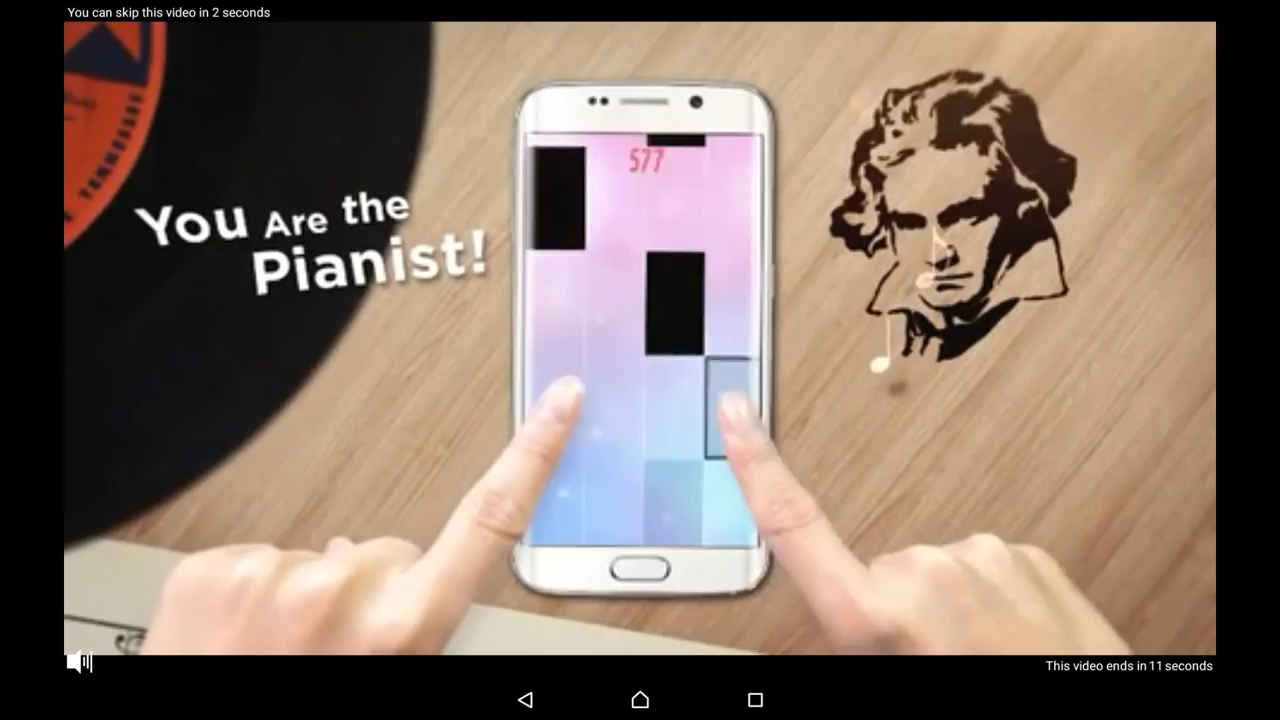 You can skip this video in 2 seconds
TENNESSEE
577
You Are the
Pianist!
This video ends in 11 seconds